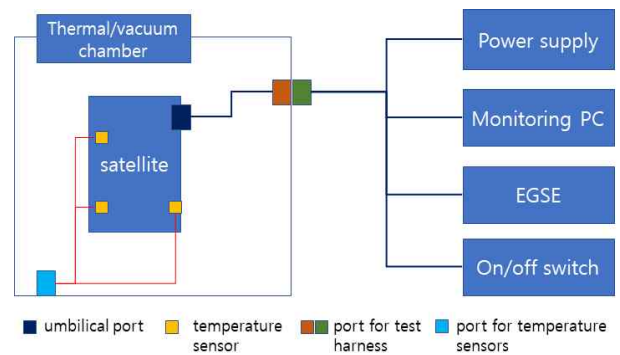 Thermal/vacuum
chamber
satellite
Power supply
Monitoring PC
EGSE
On/off switch
umbilical port
temperature
sensor
port for test
harness
port for temperature
sensors